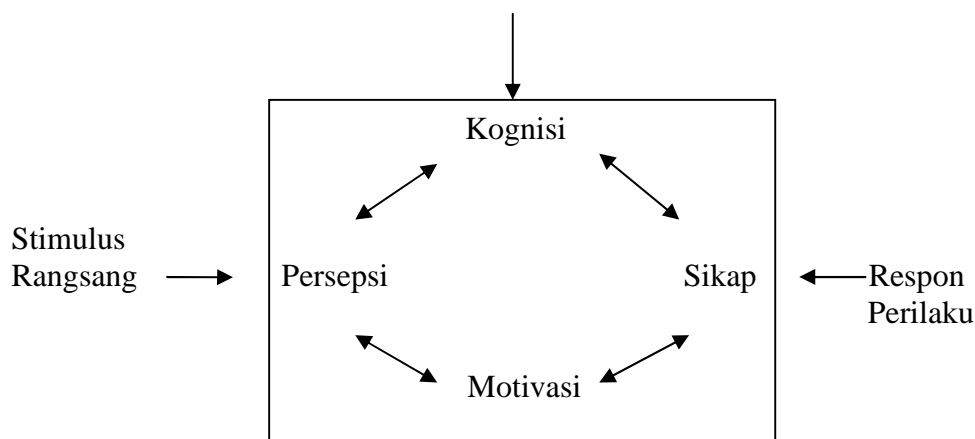 Kognisi
Stimulus
Rangsang
Persepsi
Sikap
Respon
Perilaku
Motivasi